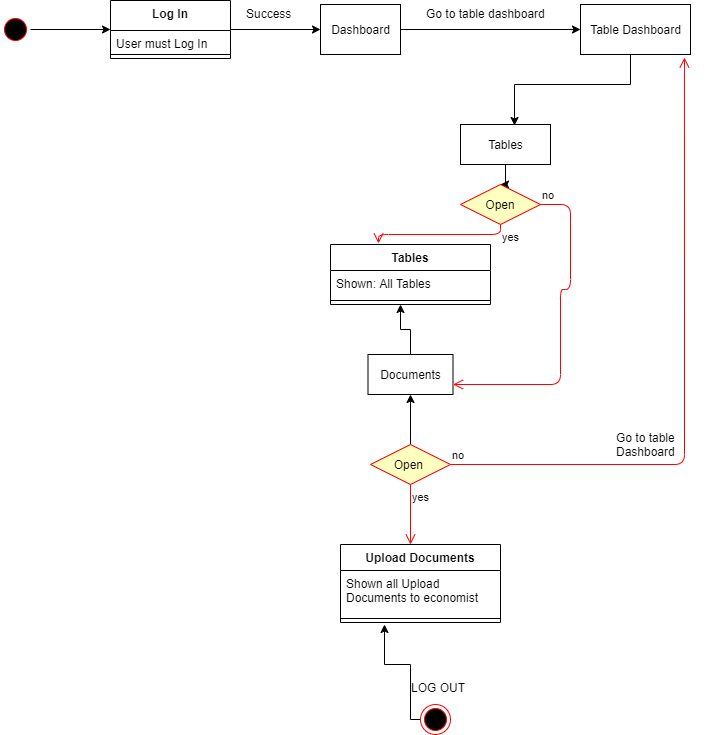 Log In
User must Log In
Success
Dashboard
Go to table dashboard
Table Dashboard
Tables
Open
no
yes
Tables
Shown: All Tables
Documents
Open
no
Go to table
Dashboard
yes
Upload Documents
Shown all Upload
Documents to economist
LOG OUT